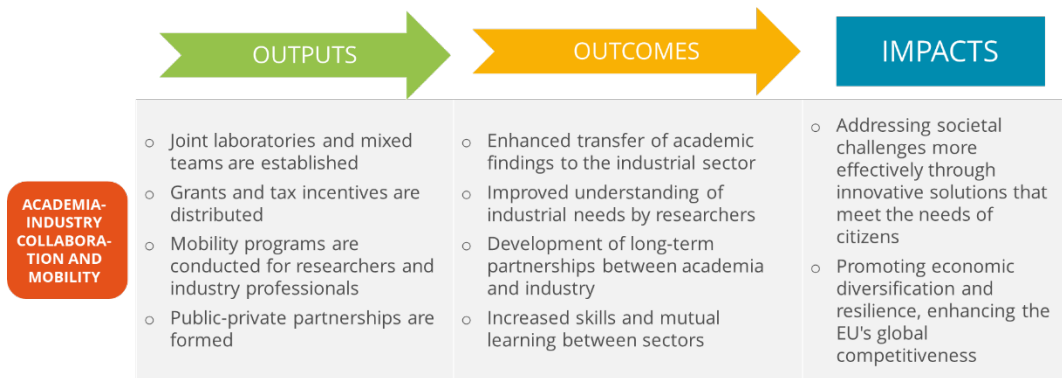 OUTPUTS
OUTCOMES
IMPACTS
ACADEMIA-
INDUSTRY
COLLABORA-
TION AND
MOBILITY
o Joint laboratories and mixed
teams are established
o Grants and tax incentives are
distributed
o Mobility programs are
conducted for researchers and
industry professionals
o Public-private partnerships are
formed
o Enhanced transfer of academic
findings to the industrial sector
o Improved understanding of
industrial needs by researchers
o Development of long-term
partnerships between academia
and industry
o Increased skills and mutual
learning between sectors
o Addressing societal
challenges more
effectively through
innovative solutions that
meet the needs of
citizens
o Promoting economic
diversification and
resilience, enhancing the
EU's global
competitiveness